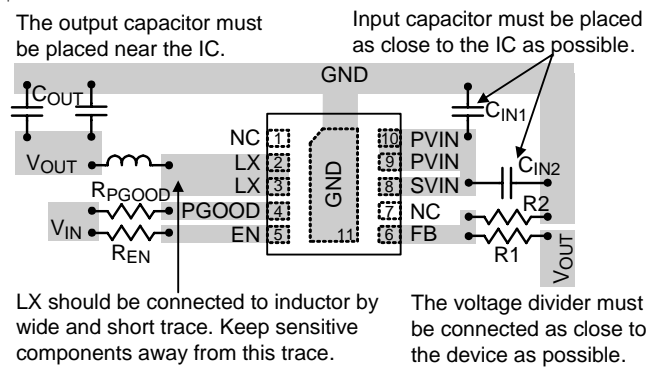 The output capacitor must
be placed near the IC.
Input capacitor must be placed
as close to the IC as possible.
GND
COUT
CIN1
NC 1
10 PVIN
VOUT
LX 2
9 PVIN
CIN2
LX 3
GND
8 SVIN
RPGOOD
PGOOD 4
7 NC
R2
VIN
EN 5
11
6 FB
REN
R1
VOUT
LX should be connected to inductor by
wide and short trace. Keep sensitive
components away from this trace.
The voltage divider must
be connected as close to
the device as possible.